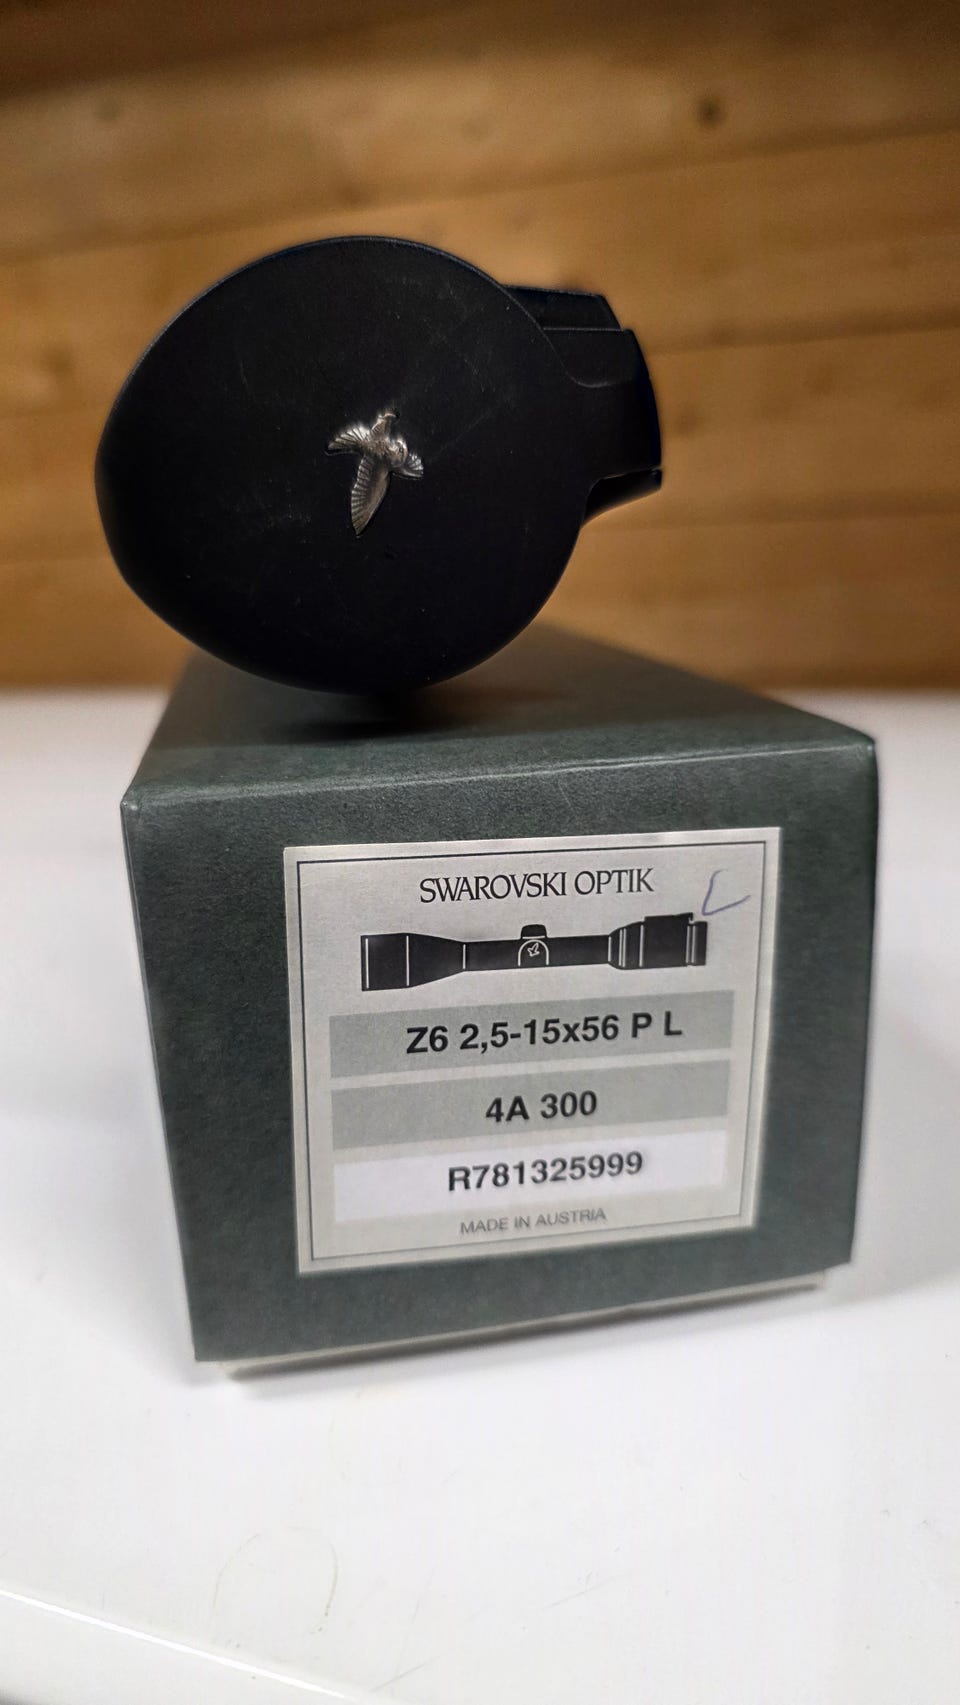 SWAROVSKI OPTIK
L
Z6 2,5-15x56 P L
4A 300
R781325999
MADE IN AUSTRIA